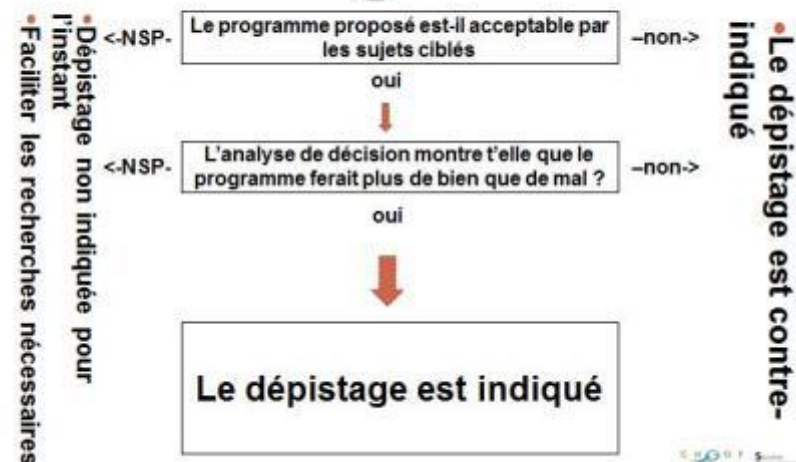 Le programme proposé est-il acceptable par
les sujets ciblés
<-NSP-
–non->
oui
L'analyse de décision montre t'elle que le
programme ferait plus de bien que de mal ?
<-NSP-
–non->
oui
Le dépistage est indiqué
•Dépistage non indiquée pour
l'instant
•Faciliter les recherches nécessaires
•Le dépistage est contre-
indiqué